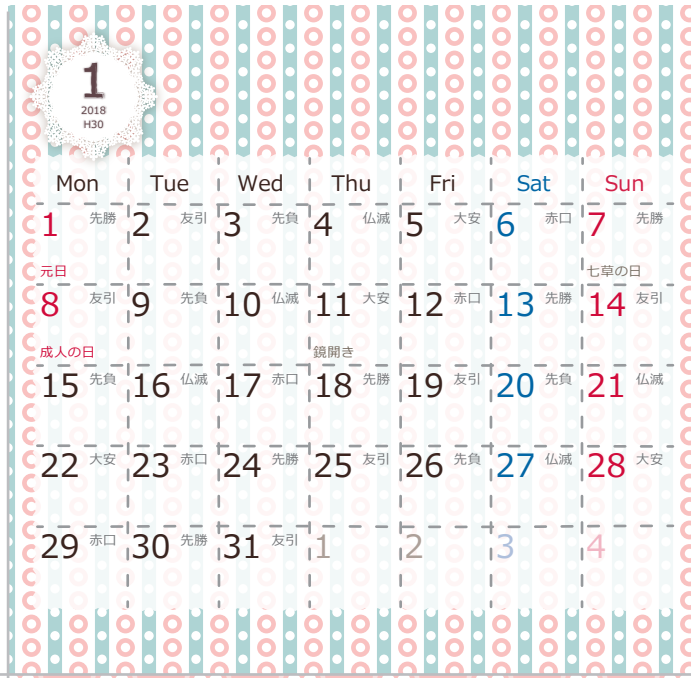 1
2018
H30
Mon Tue Wed Thu Fri Sat Sun
1 先勝 2 友引 3 先負 4 仏滅 5 大安 6 赤口 7 先勝
元日 七草の日
8 友引 9 先負 10 仏滅 11 大安 12 赤口 13 先勝 14 友引
成人の日 鏡開き
15 先負 16 仏滅 17 赤口 18 先勝 19 友引 20 先負 21 仏滅
22 大安 23 赤口 24 先勝 25 友引 26 先負 27 仏滅 28 大安
29 赤口 30 先勝 31 友引 1 2 3 4